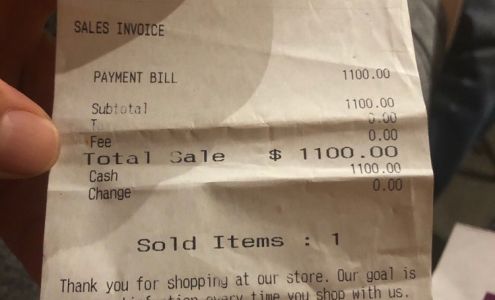 SALES INVOICE
PAYMENT BILL 1100.00
Subtotal 1100.00
0.00
Fee 0.00
Total Sale $ 1100.00
Cash 1100.00
Change 0.00
Sold Items : 1
Thank you for shopping at our store. Our goal is
every time you shop with us.